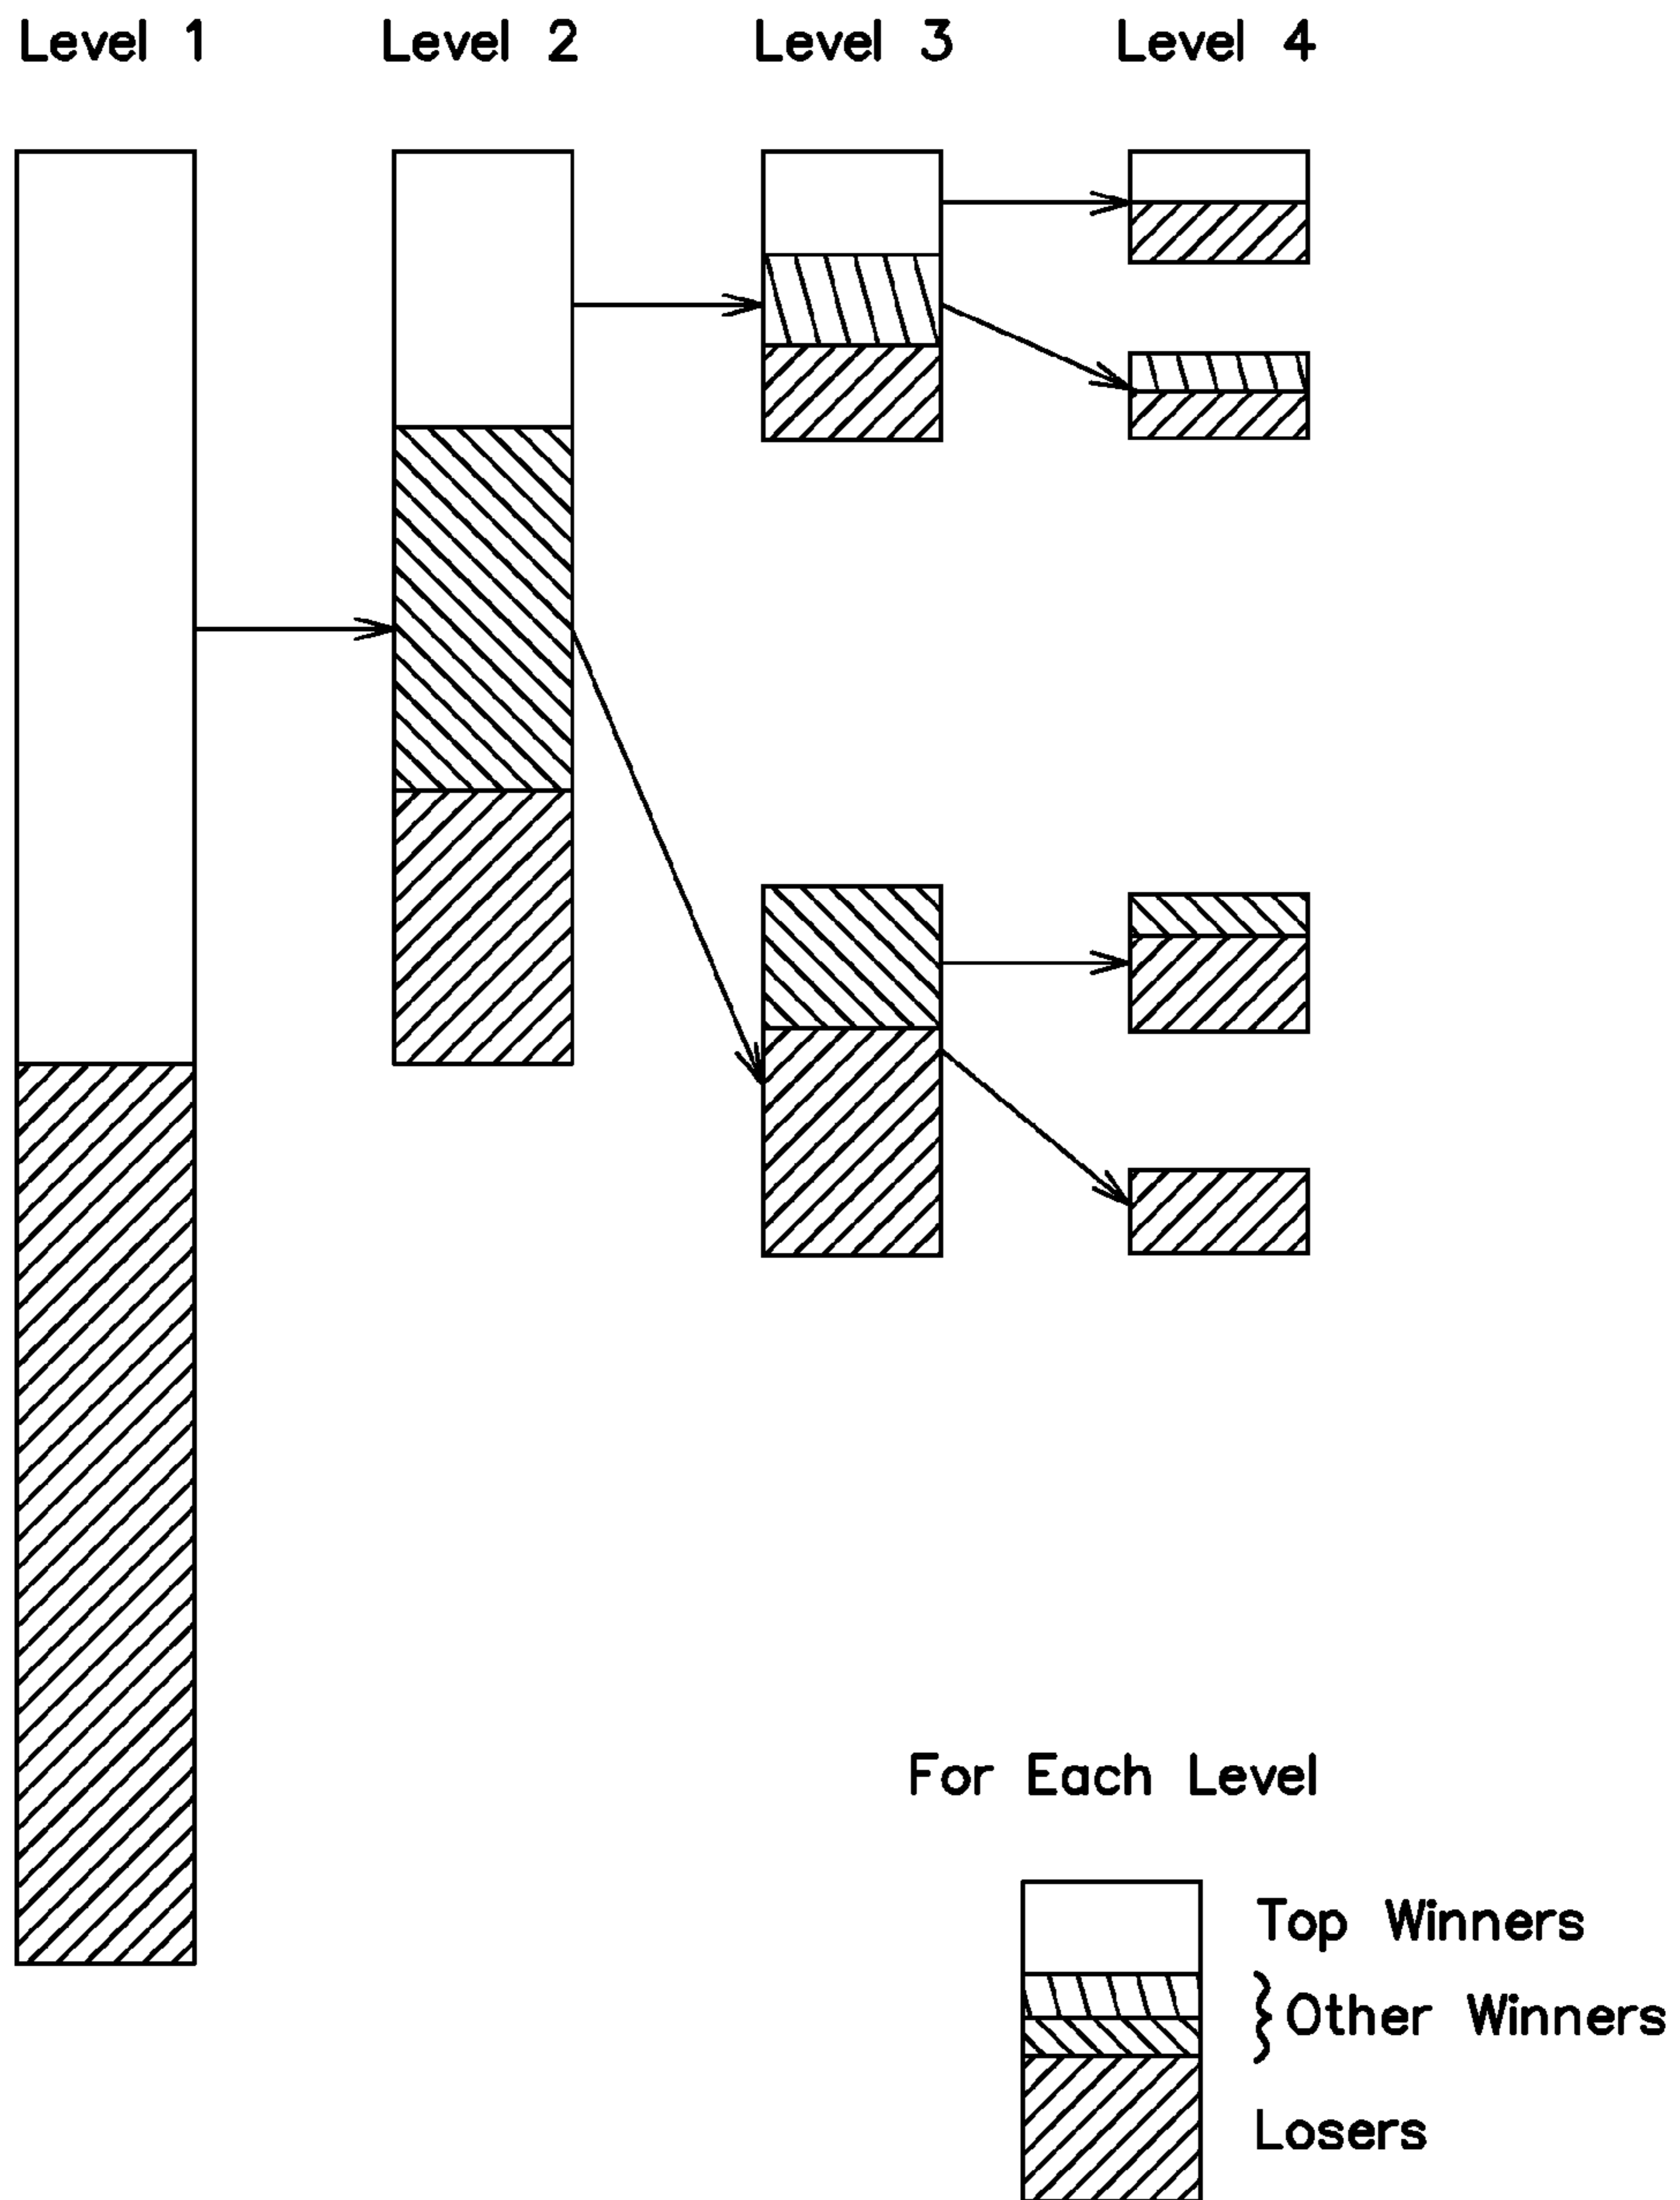 Level 1 Level 2 Level 3 Level 4
For Each Level
Top Winners
Other Winners
Losers